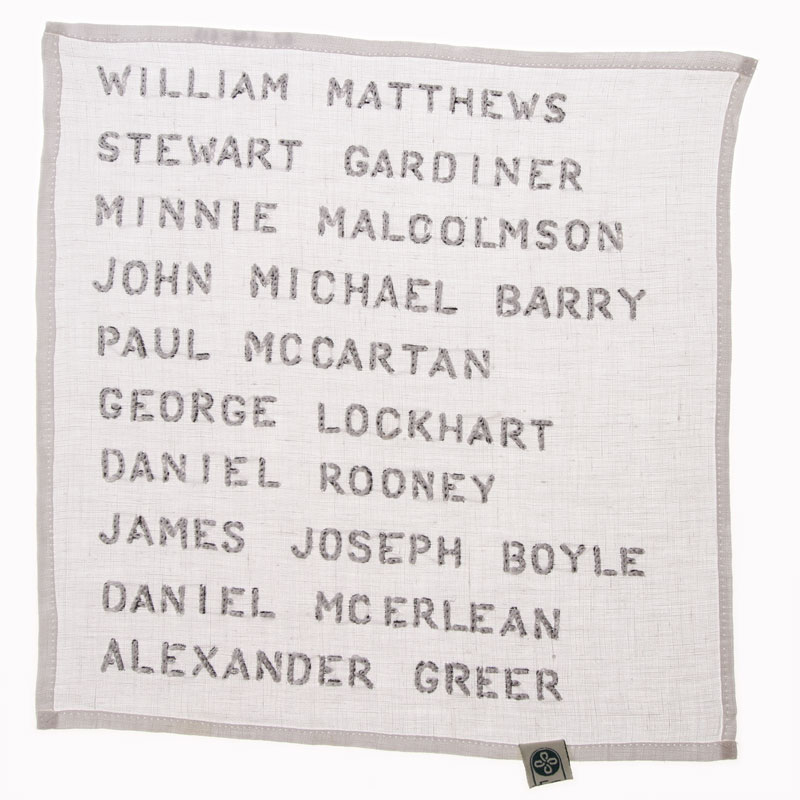 WILLIAM MATTHEWS
STEWART GARDINER
MINNIE MALCOLMSON
JOHN MICHAEL BARRY
PAUL MCCARTAN
GEORGE LOCKHART
DANIEL ROONEY
JAMES JOSEPH BOYLE
DANIEL MCERLEAN
ALEXANDER GREER